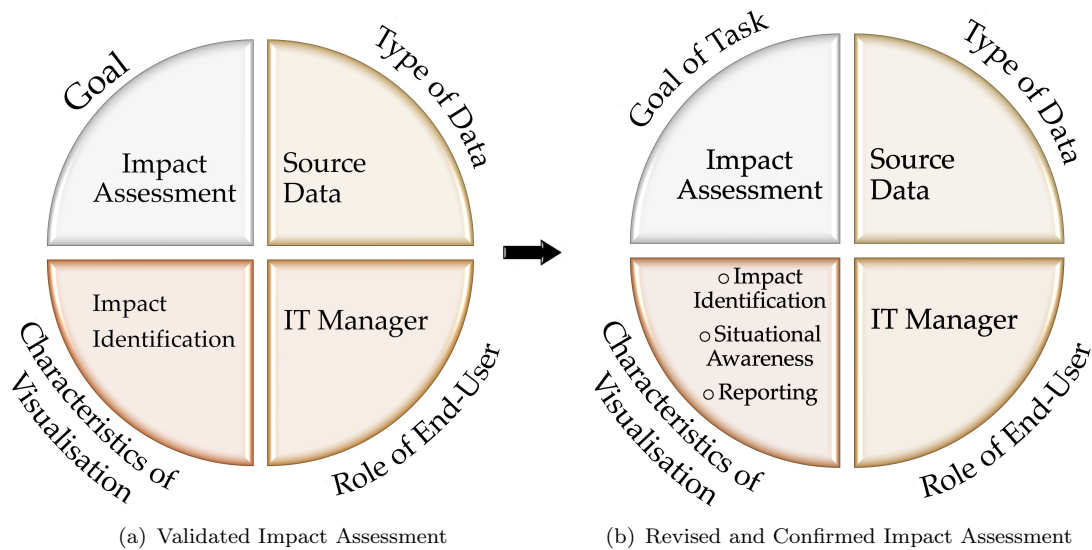 Goal
Type of Data
Impact
Assessment
Source
Data
Impact
Identification
IT Manager
Characteristics of
Visualisation
Role of End-User
(a) Validated Impact Assessment
Goal of Task
Type of Data
Impact
Assessment
Source
Data
○ Impact
Identification
○ Situational
Awareness
○ Reporting
IT Manager
Characteristics of
Visualisation
Role of End-User
(b) Revised and Confirmed Impact Assessment